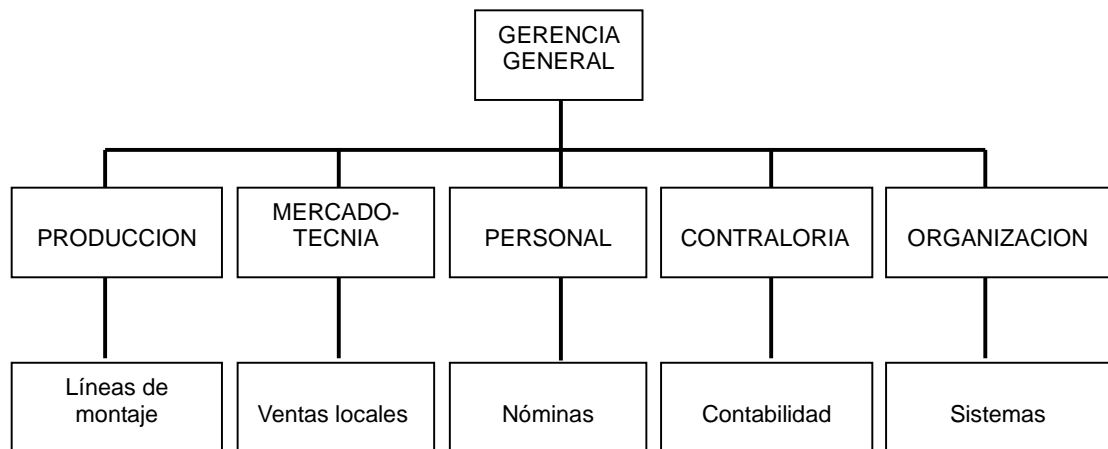 GERENCIA
GENERAL
PRODUCCION
MERCADO-
TECNIA
PERSONAL
CONTRALORIA
ORGANIZACION
Líneas de
montaje
Ventas locales
Nóminas
Contabilidad
Sistemas